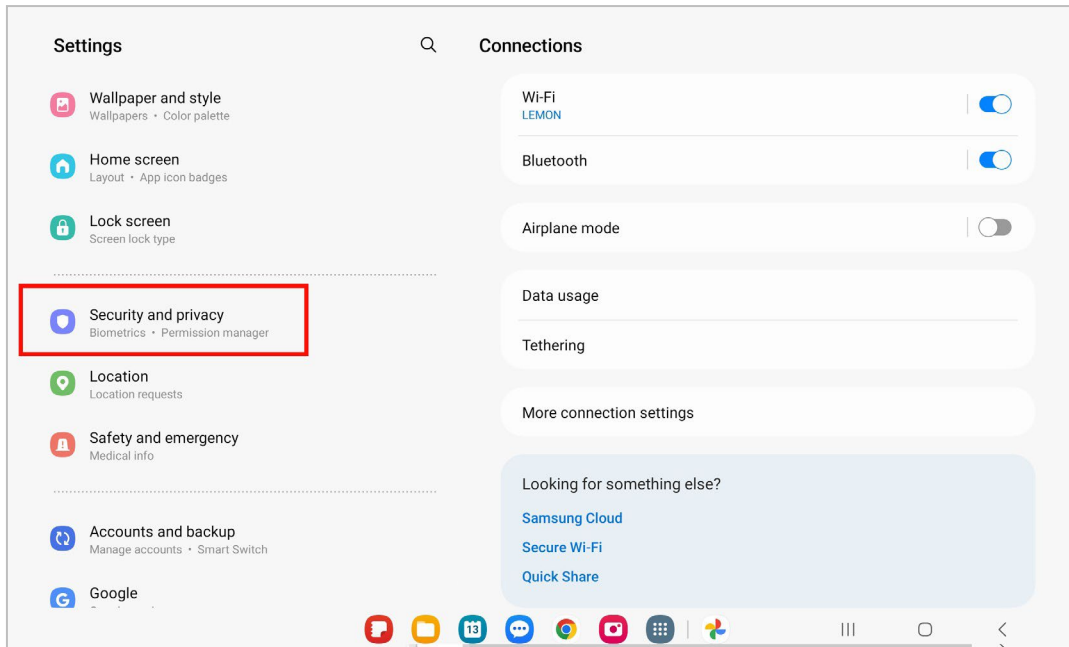 Settings
Wallpaper and style
Wallpapers • Color palette
Home screen
Layout • App icon badges
Lock screen
Screen lock type
Security and privacy
Biometrics • Permission manager
Location
Location requests
Safety and emergency
Medical info
Accounts and backup
Manage accounts • Smart Switch
Google
Connections
Wi-Fi
LEMON
Bluetooth
Airplane mode
Data usage
Tethering
More connection settings
Looking for something else?
Samsung Cloud
Secure Wi-Fi
Quick Share
13